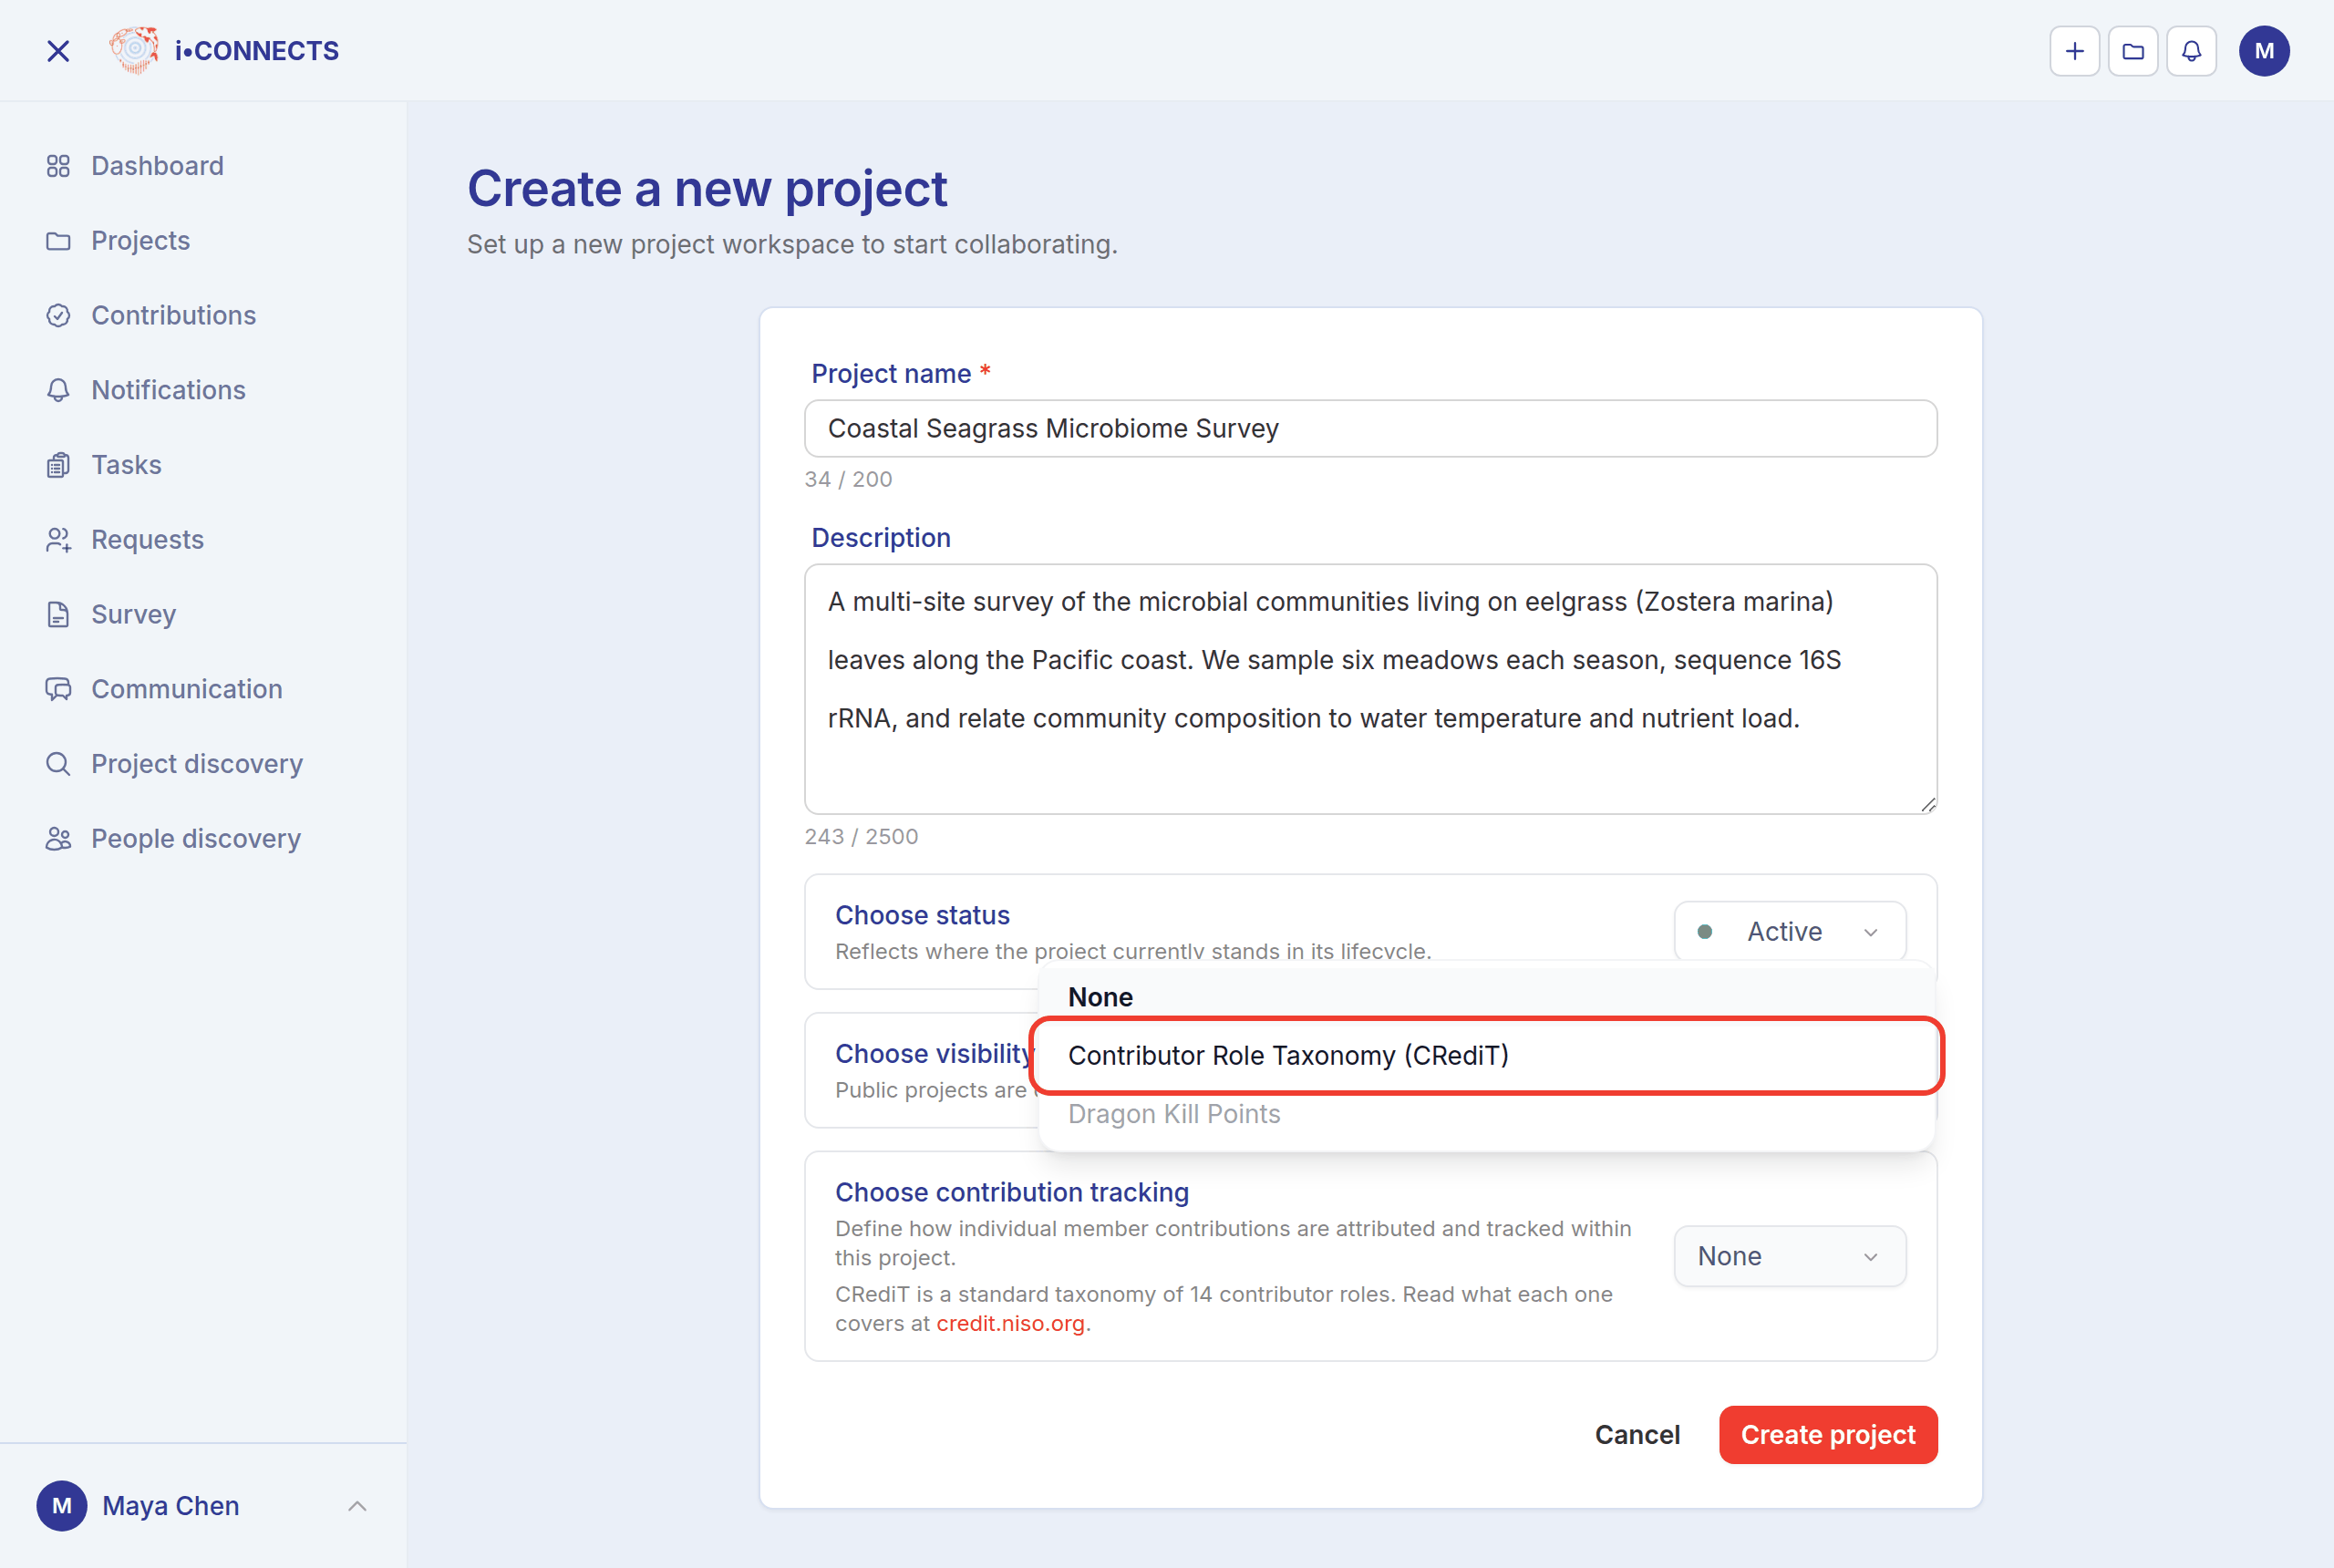 i•CONNECTS
M
Dashboard
Projects
Contributions
Notifications
Tasks
Requests
Survey
Communication
Project discovery
People discovery
M
Maya Chen
Create a new project
Set up a new project workspace to start collaborating.
Project name *
Coastal Seagrass Microbiome Survey
34 / 200
Description
A multi-site survey of the microbial communities living on eelgrass (Zostera marina)
leaves along the Pacific coast. We sample six meadows each season, sequence 16S
rRNA, and relate community composition to water temperature and nutrient load.
243 / 2500
Choose status
Reflects where the project currently stands in its lifecycle.
Active
None
Contributor Role Taxonomy (CRediT)
Dragon Kill Points
Choose visibility
Public projects are
Choose contribution tracking
Define how individual member contributions are attributed and tracked within
this project.
CRediT is a standard taxonomy of 14 contributor roles. Read what each one
covers at credit.niso.org.
None
Cancel
Create project